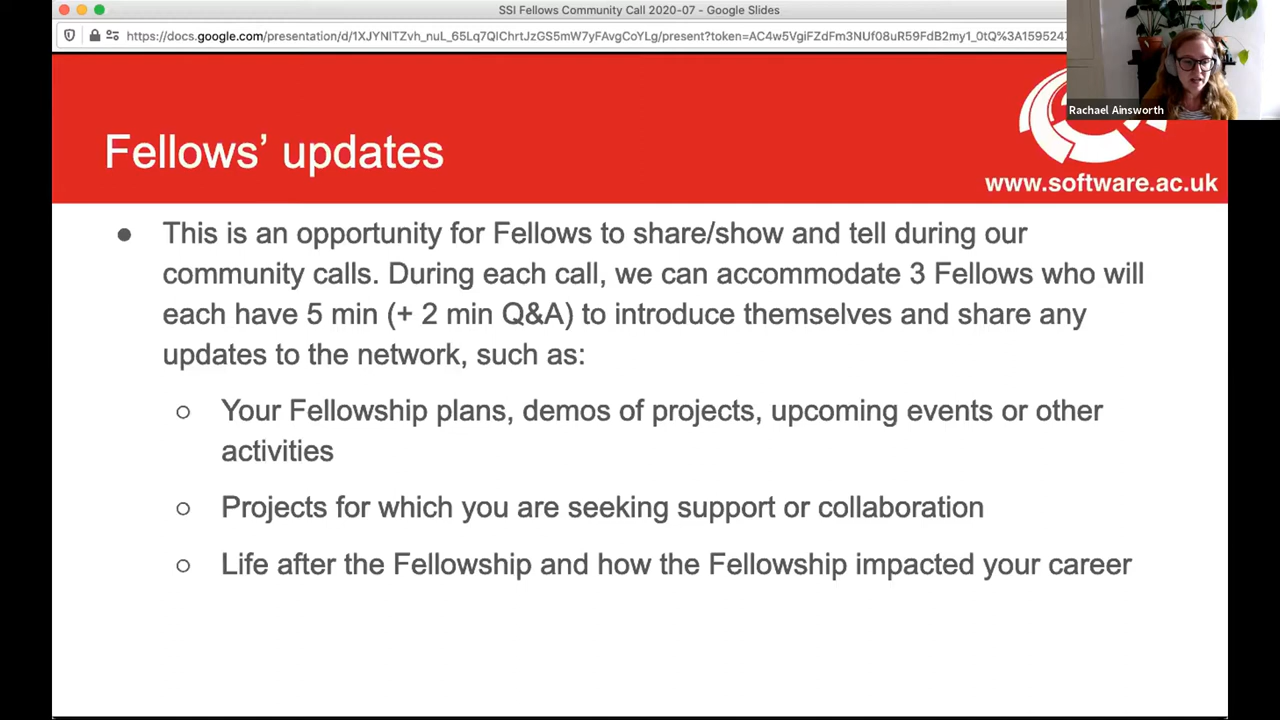 SSI Fellows Community Call 2020-07 - Google Slides
Rachael Ainsworth
Fellows’ updates
www.software.ac.uk
● This is an opportunity for Fellows to share/show and tell during our
community calls. During each call, we can accommodate 3 Fellows who will
each have 5 min (+ 2 min Q&A) to introduce themselves and share any
updates to the network, such as:
○ Your Fellowship plans, demos of projects, upcoming events or other
activities
○ Projects for which you are seeking support or collaboration
○ Life after the Fellowship and how the Fellowship impacted your career